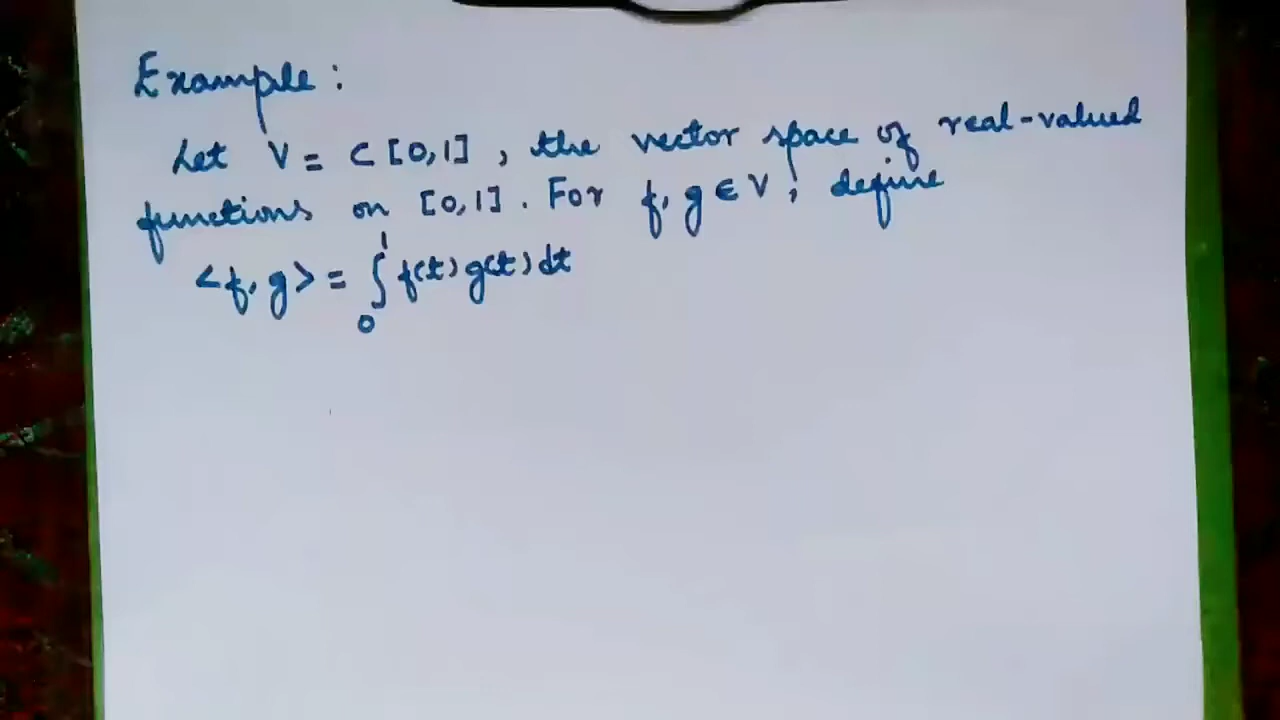 Example:
Let V = C[0,1], the vector space of real-valued
functions on [0,1]. For f, g ∈ V; define
<f, g> = ∫₀¹ f(t) g(t) dt